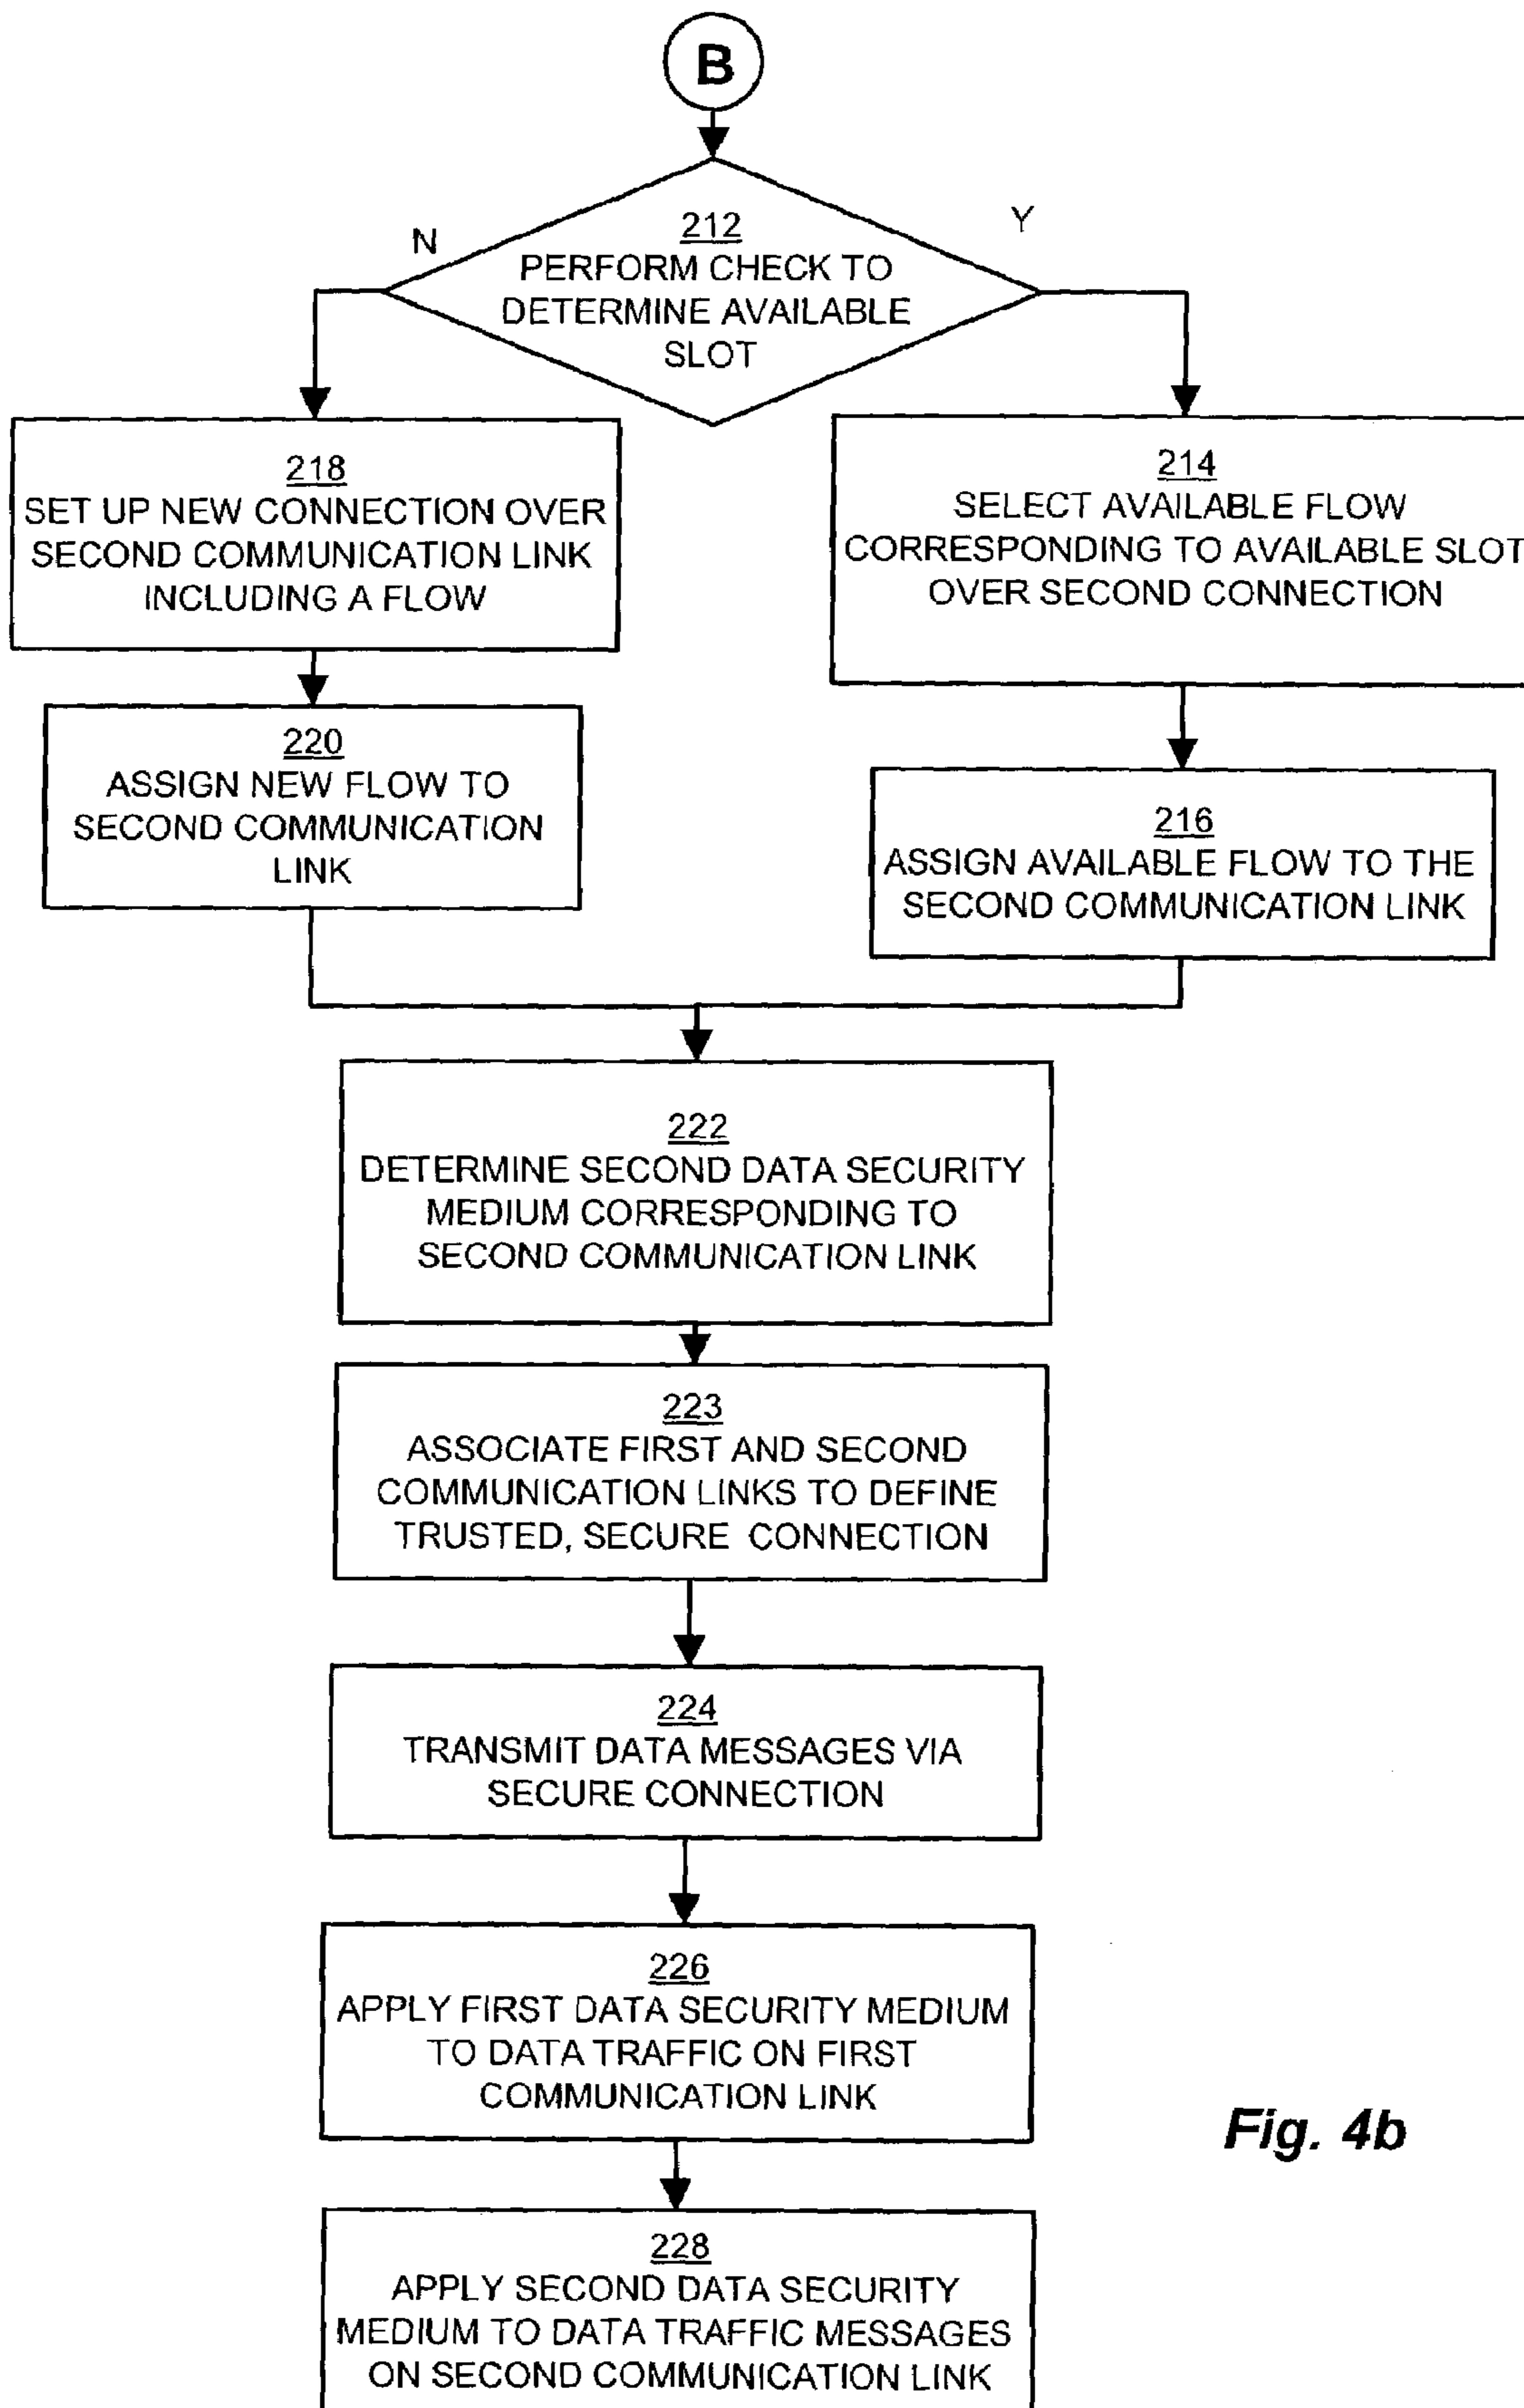 B
212
PERFORM CHECK TO
DETERMINE AVAILABLE
SLOT
N
Y
218
SET UP NEW CONNECTION OVER
SECOND COMMUNICATION LINK
INCLUDING A FLOW
214
SELECT AVAILABLE FLOW
CORRESPONDING TO AVAILABLE SLOT
OVER SECOND CONNECTION
220
ASSIGN NEW FLOW TO
SECOND COMMUNICATION
LINK
216
ASSIGN AVAILABLE FLOW TO THE
SECOND COMMUNICATION LINK
222
DETERMINE SECOND DATA SECURITY
MEDIUM CORRESPONDING TO
SECOND COMMUNICATION LINK
223
ASSOCIATE FIRST AND SECOND
COMMUNICATION LINKS TO DEFINE
TRUSTED, SECURE CONNECTION
224
TRANSMIT DATA MESSAGES VIA
SECURE CONNECTION
226
APPLY FIRST DATA SECURITY MEDIUM
TO DATA TRAFFIC ON FIRST
COMMUNICATION LINK
Fig. 4b
228
APPLY SECOND DATA SECURITY
MEDIUM TO DATA TRAFFIC MESSAGES
ON SECOND COMMUNICATION LINK